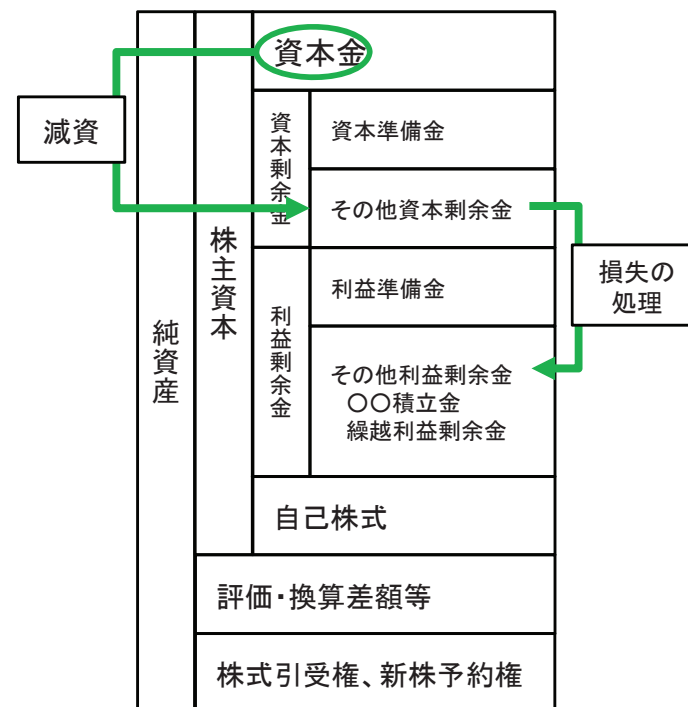 資本金
減資
資本剰余金
資本準備金
その他資本剰余金
株主資本
損失の
処理
利益準備金
純資産
利益剰余金
その他利益剰余金
〇〇積立金
繰越利益剰余金
自己株式
評価・換算差額等
株式引受権、新株予約権